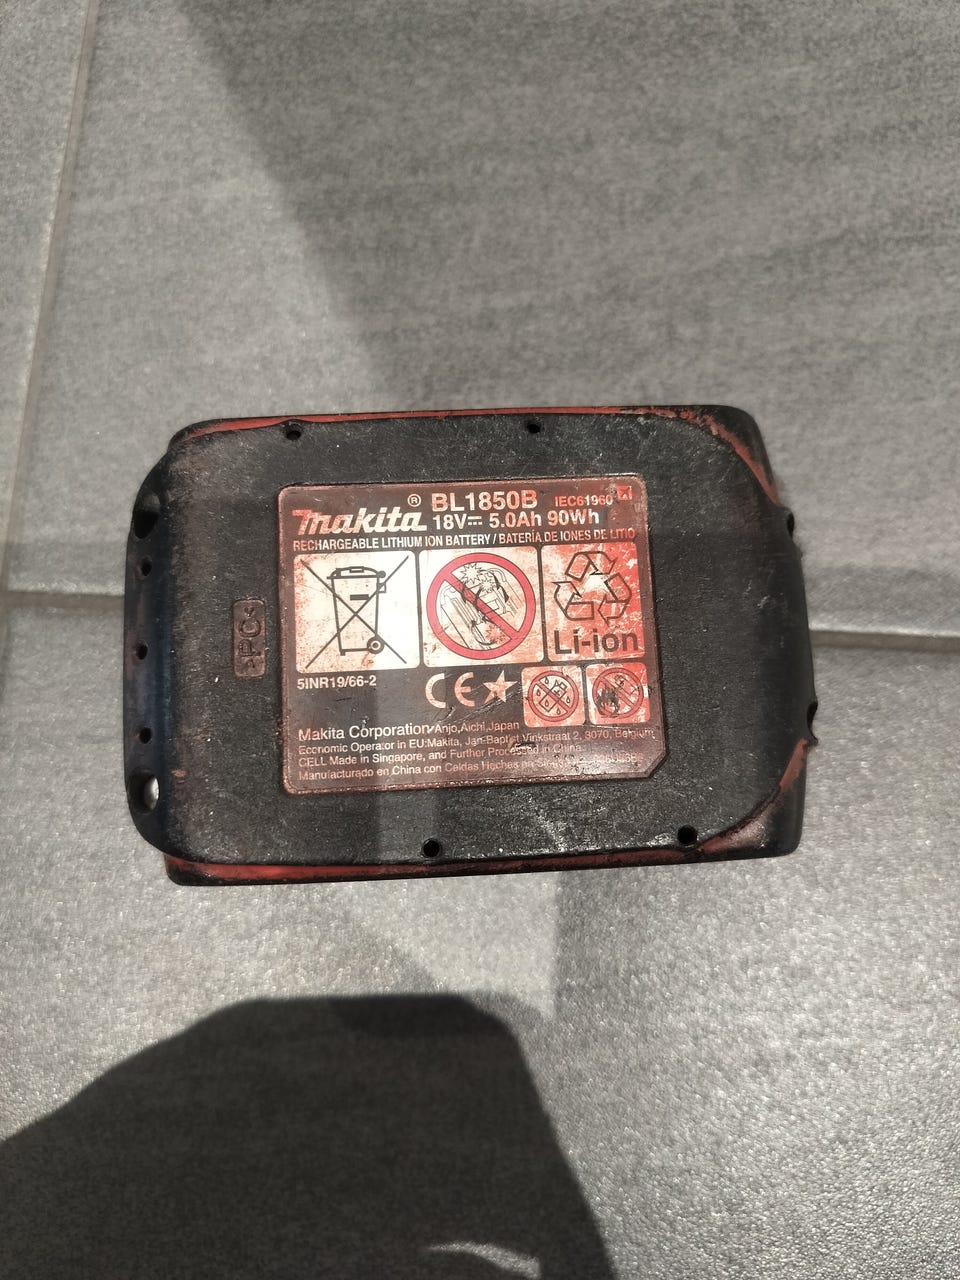 ® BL1850B IEC61960
makita 18V⎓ 5.0Ah 90Wh
RECHARGEABLE LITHIUM ION BATTERY / BATERÍA DE IONES DE LITIO
Li-ion
>PC<
5INR19/66-2
CE
Makita Corporation Anjo, Aichi, Japan
Economic Operator in EU: Makita, Jan-Baptist Vinkstraat 2, 3070, Belgium
CELL Made in Singapore, and Further Processed in China
Manufacturado en China con Celdas Hechas en